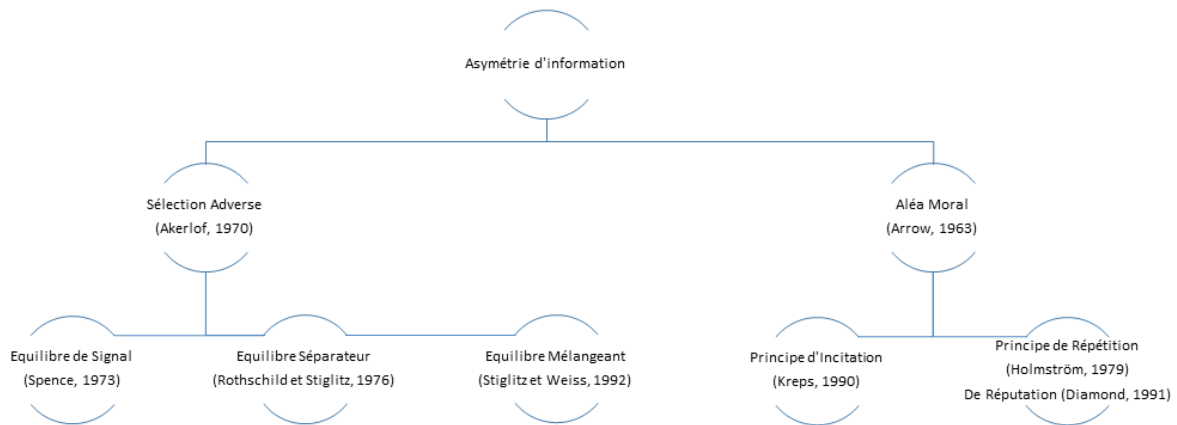 Asymétrie d'information
Sélection Adverse
(Akerlof, 1970)
Aléa Moral
(Arrow, 1963)
Equilibre de Signal
(Spence, 1973)
Equilibre Séparateur
(Rothschild et Stiglitz, 1976)
Equilibre Mélangeant
(Stiglitz et Weiss, 1992)
Principe d'Incitation
(Kreps, 1990)
Principe de Répétition
(Holmström, 1979)
De Réputation (Diamond, 1991)